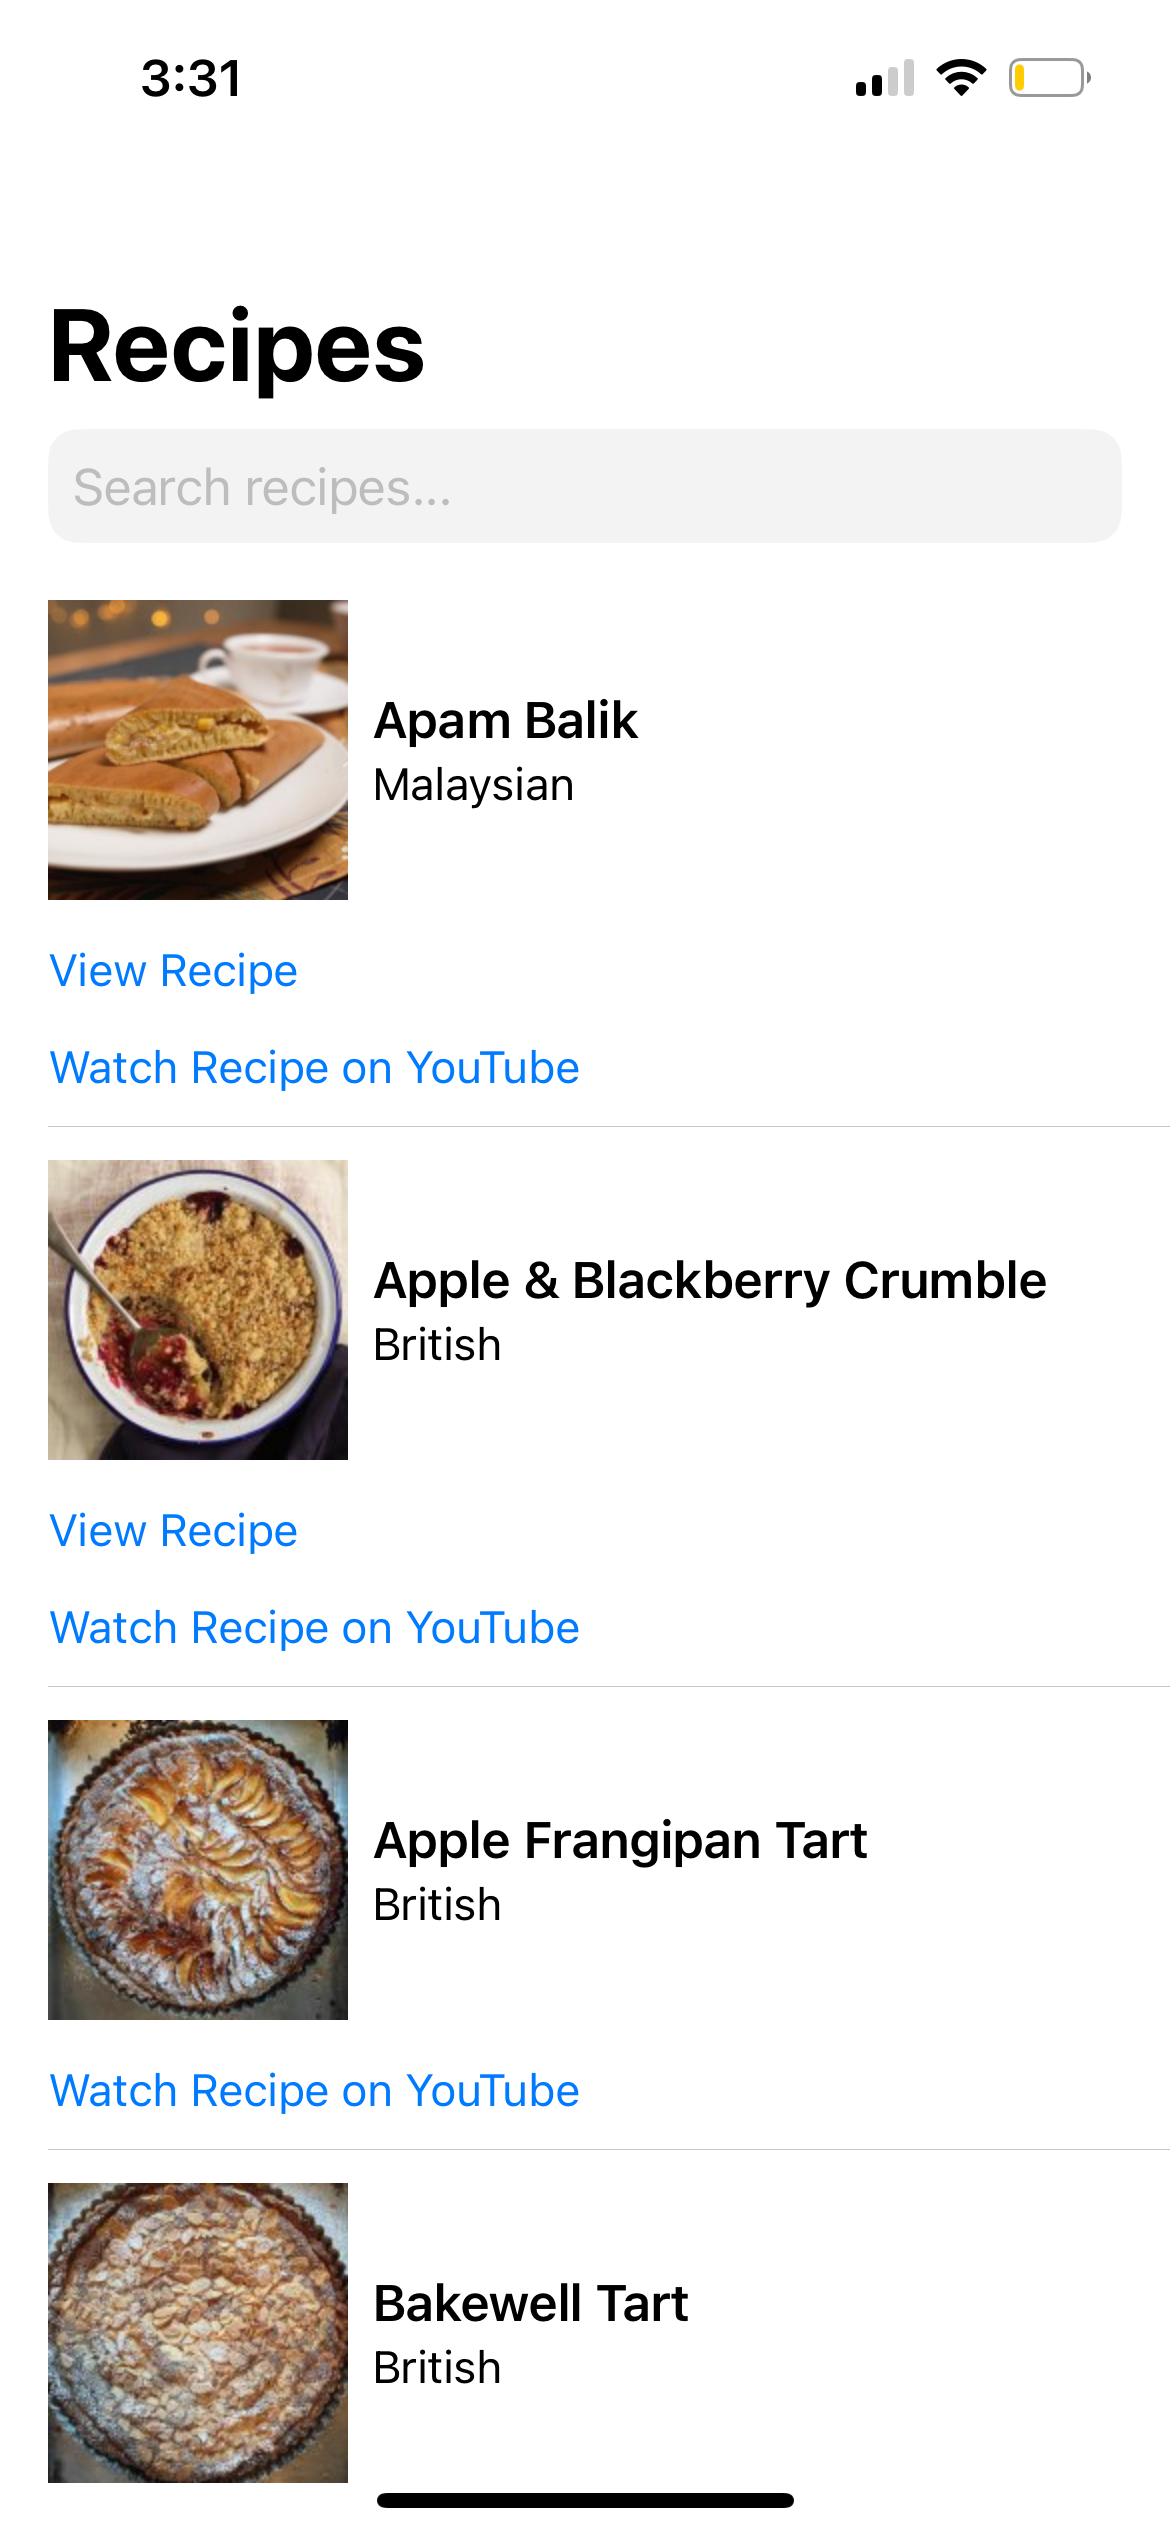 3:31
Recipes
Search recipes...
Apam Balik
Malaysian
View Recipe
Watch Recipe on YouTube
Apple & Blackberry Crumble
British
View Recipe
Watch Recipe on YouTube
Apple Frangipan Tart
British
Watch Recipe on YouTube
Bakewell Tart
British